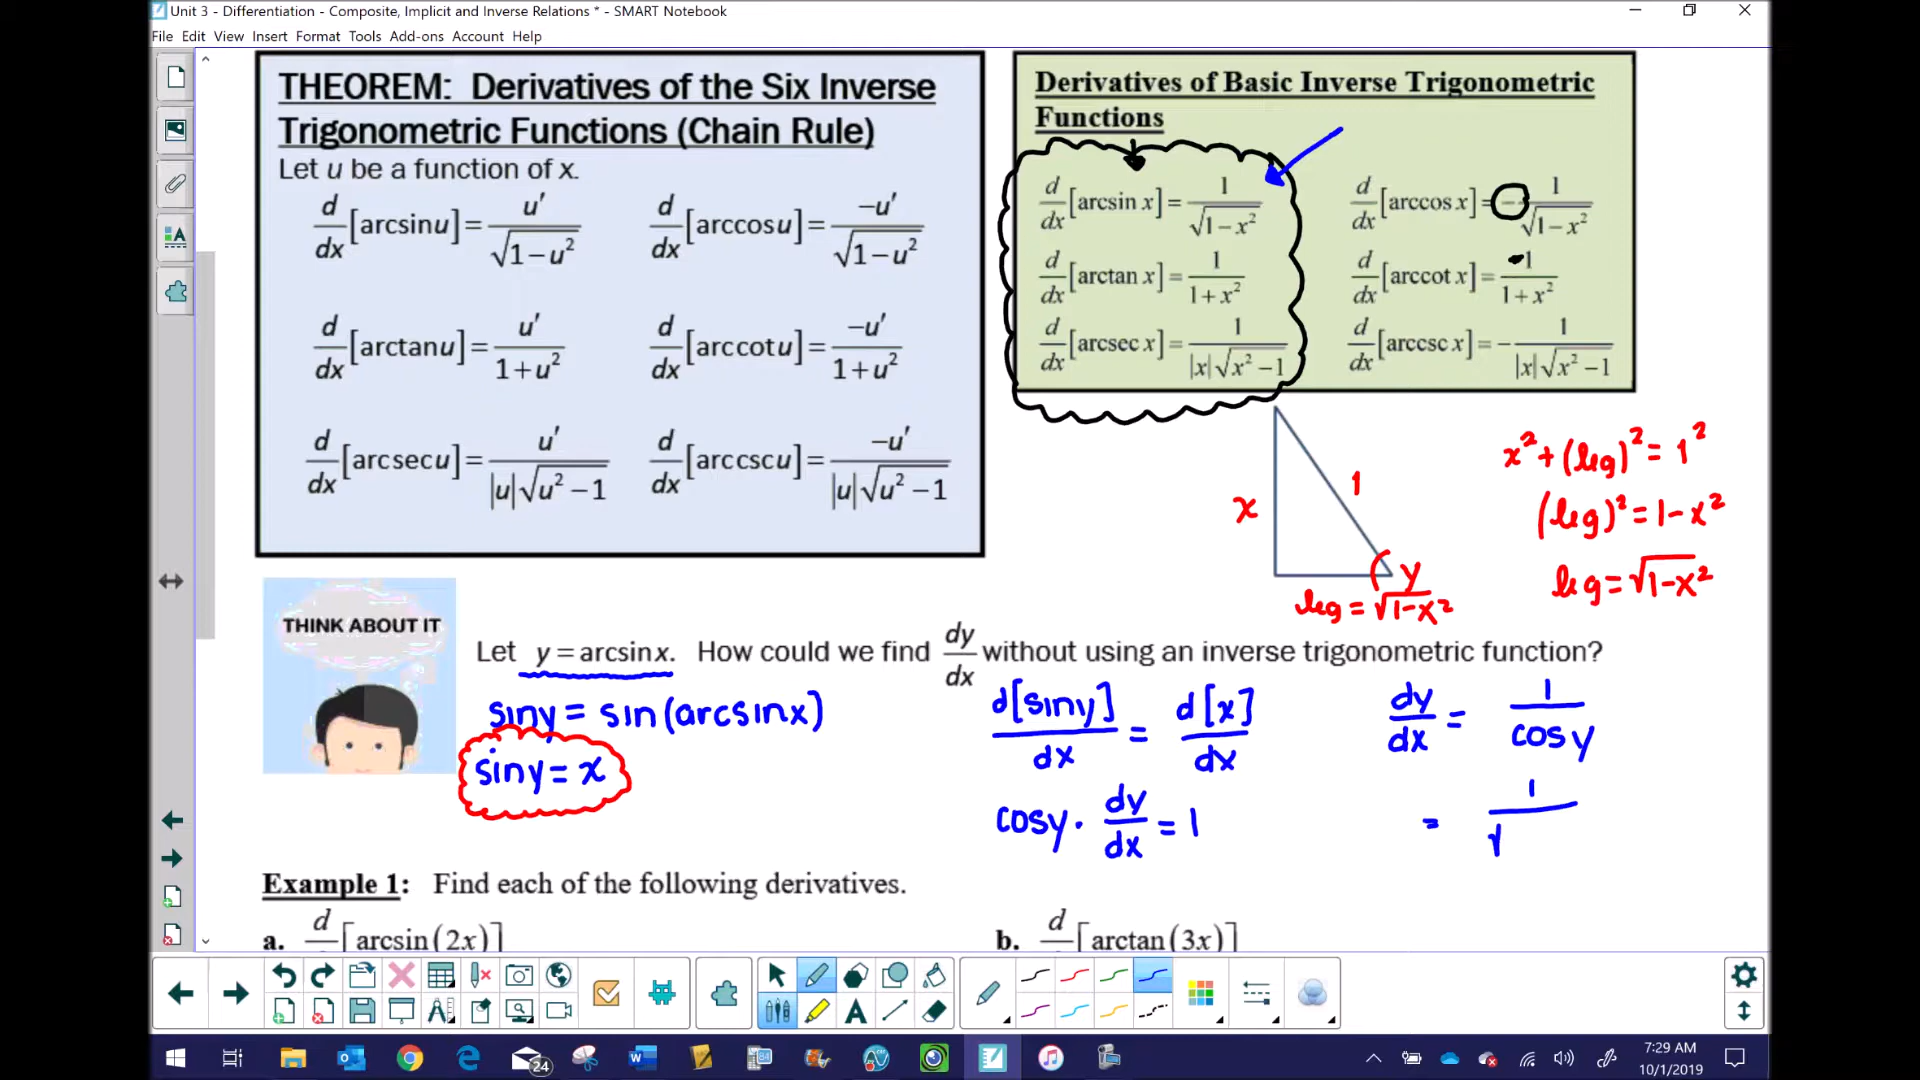 Unit 3 - Differentiation - Composite, Implicit and Inverse Relations * - SMART Notebook
File Edit View Insert Format Tools Add-ons Account Help
THEOREM: Derivatives of the Six Inverse
Trigonometric Functions (Chain Rule)
Let u be a function of x.
d/dx [arcsinu] = u′/√(1−u²)
d/dx [arccosu] = −u′/√(1−u²)
d/dx [arctanu] = u′/(1+u²)
d/dx [arccotu] = −u′/(1+u²)
d/dx [arcsecu] = u′/(|u|√(u²−1))
d/dx [arccscu] = −u′/(|u|√(u²−1))
Derivatives of Basic Inverse Trigonometric
Functions
d/dx [arcsin x] = 1/√(1−x²)
d/dx [arccos x] = −1/√(1−x²)
d/dx [arctan x] = 1/(1+x²)
d/dx [arccot x] = -1/(1+x²)
d/dx [arcsec x] = 1/(|x|√(x²−1))
d/dx [arccsc x] = −1/(|x|√(x²−1))
x
1
y
leg = √(1-x²)
x² + (leg)² = 1²
(leg)² = 1-x²
leg = √(1-x²)
THINK ABOUT IT
Let y = arcsinx. How could we find dy/dx without using an inverse trigonometric function?
siny = sin(arcsinx)
siny = x
d[siny]/dx = d[x]/dx
cosy · dy/dx = 1
dy/dx = 1/cosy
= 1/√
Example 1: Find each of the following derivatives.
a. d [arcsin(2x)]
b. d [arctan(3x)]
A
24
7:29 AM
10/1/2019